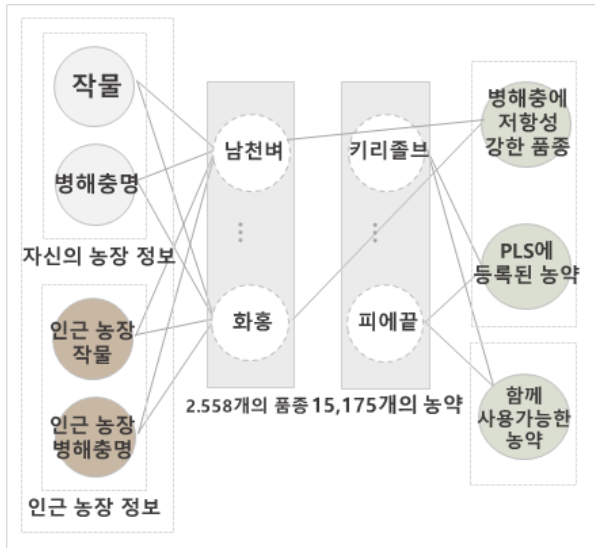 작물
병해충명
자신의 농장 정보
인근 농장
작물
인근 농장
병해충명
인근 농장 정보
남천벼
화홍
2.558개의 품종
키리졸브
피에끝
15,175개의 농약
병해충에
저항성
강한 품종
PLS에
등록된 농약
함께
사용가능한
농약